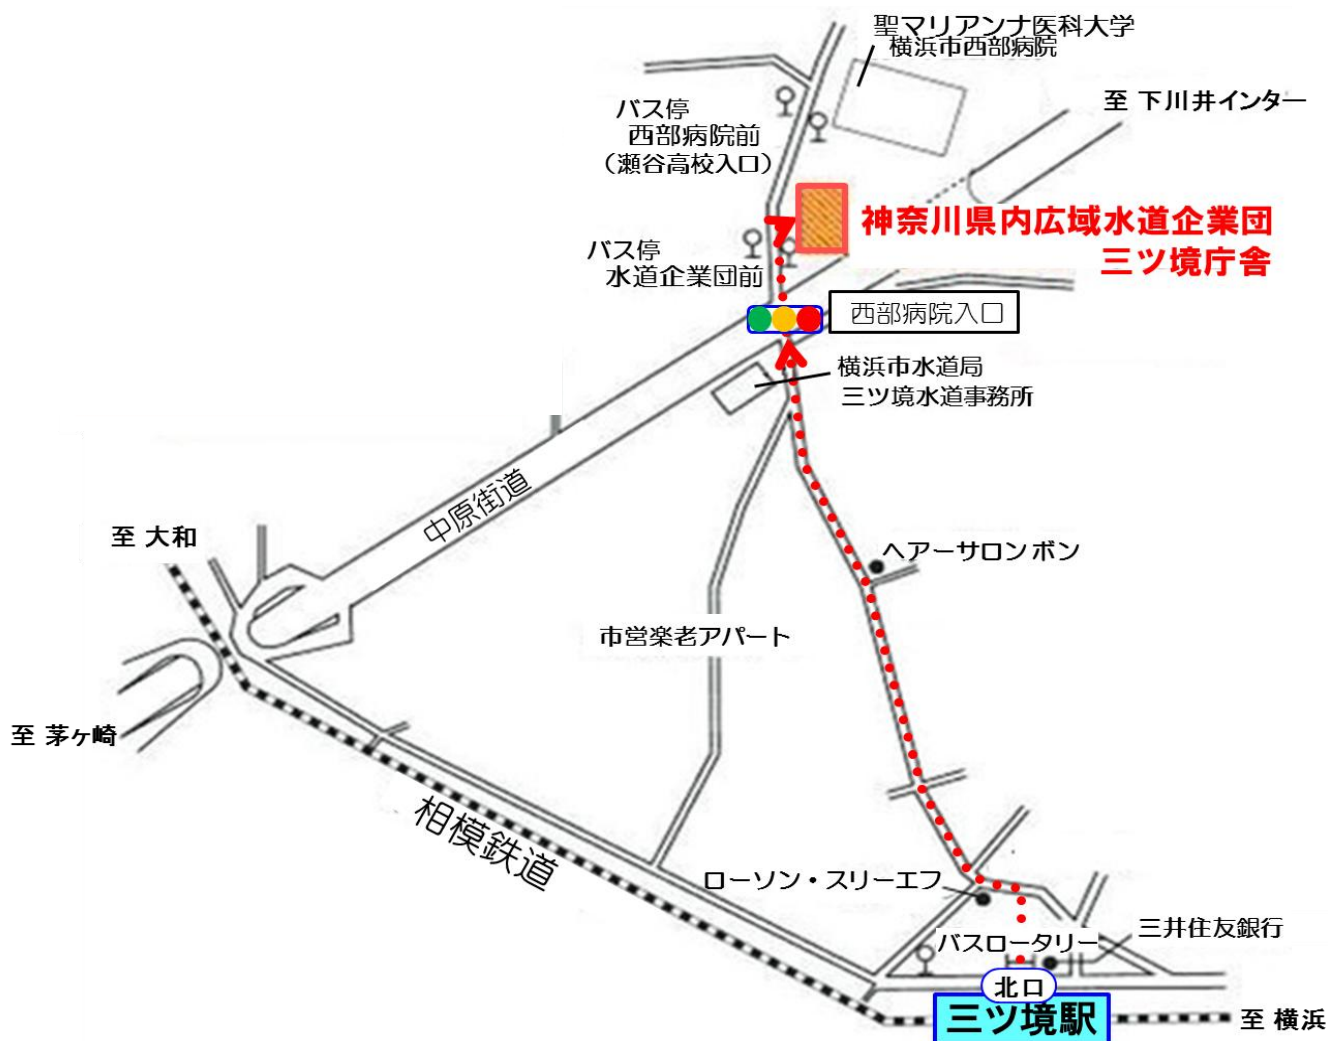 聖マリアンナ医科大学
横浜市西部病院
至 下川井インター
バス停
西部病院前
(瀬谷高校入口)
神奈川県内広域水道企業団
三ツ境庁舎
バス停
水道企業団前
西部病院入口
横浜市水道局
三ツ境水道事務所
中原街道
至 大和
ヘアーサロン ボン
市営楽老アパート
至 茅ヶ崎
相模鉄道
ローソン・スリーエフ
三井住友銀行
バスロータリー
北口
三ツ境駅
至 横浜